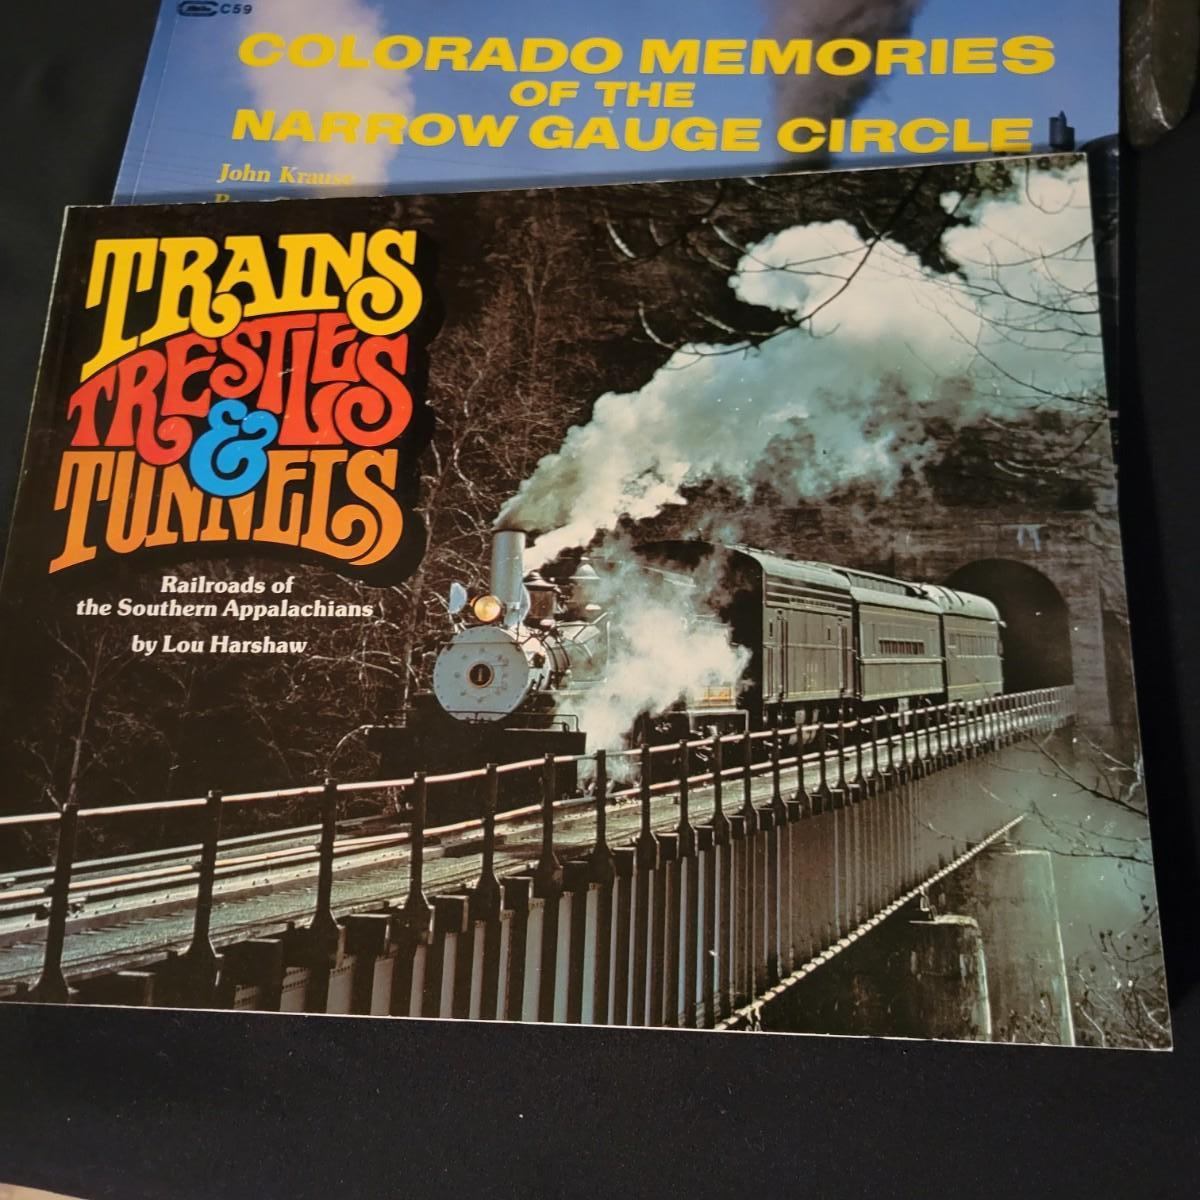 C59
COLORADO MEMORIES
OF THE
NARROW GAUGE CIRCLE
John Krause
TRAINS
TRESTLES
&
TUNNELS
Railroads of
the Southern Appalachians
by Lou Harshaw
1